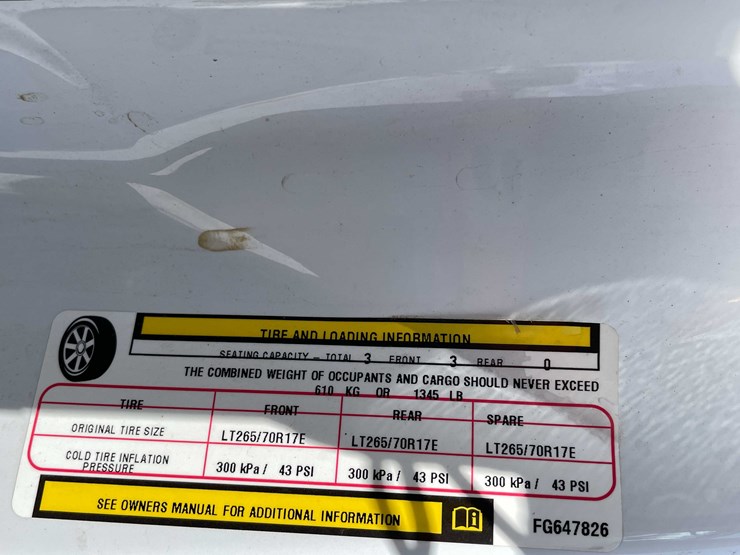 TIRE AND LOADING INFORMATION
SEATING CAPACITY – TOTAL 3 FRONT 3 REAR 0
THE COMBINED WEIGHT OF OCCUPANTS AND CARGO SHOULD NEVER EXCEED
610 KG OR 1345 LB
TIRE FRONT REAR SPARE
ORIGINAL TIRE SIZE LT265/70R17E LT265/70R17E LT265/70R17E
COLD TIRE INFLATION
PRESSURE 300 kPa / 43 PSI 300 kPa / 43 PSI 300 kPa / 43 PSI
SEE OWNERS MANUAL FOR ADDITIONAL INFORMATION
FG647826